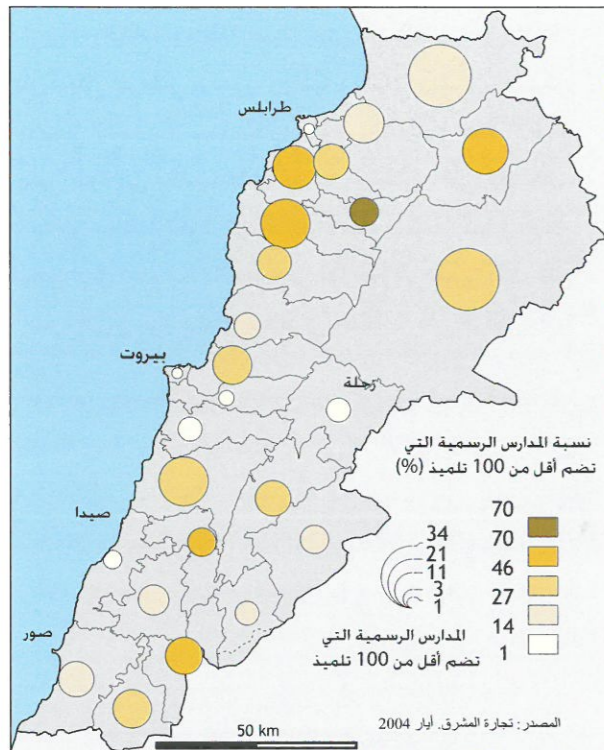 طرابلس
بيروت
زحلة
صيدا
صور
نسبة المدارس الرسمية التي
تضم أقل من 100 تلميذ (%)
70
70
46
27
14
1
34
21
11
3
1
المدارس الرسمية التي
تضم أقل من 100 تلميذ
المصدر: تجارة المشرق. أيار 2004
50 km